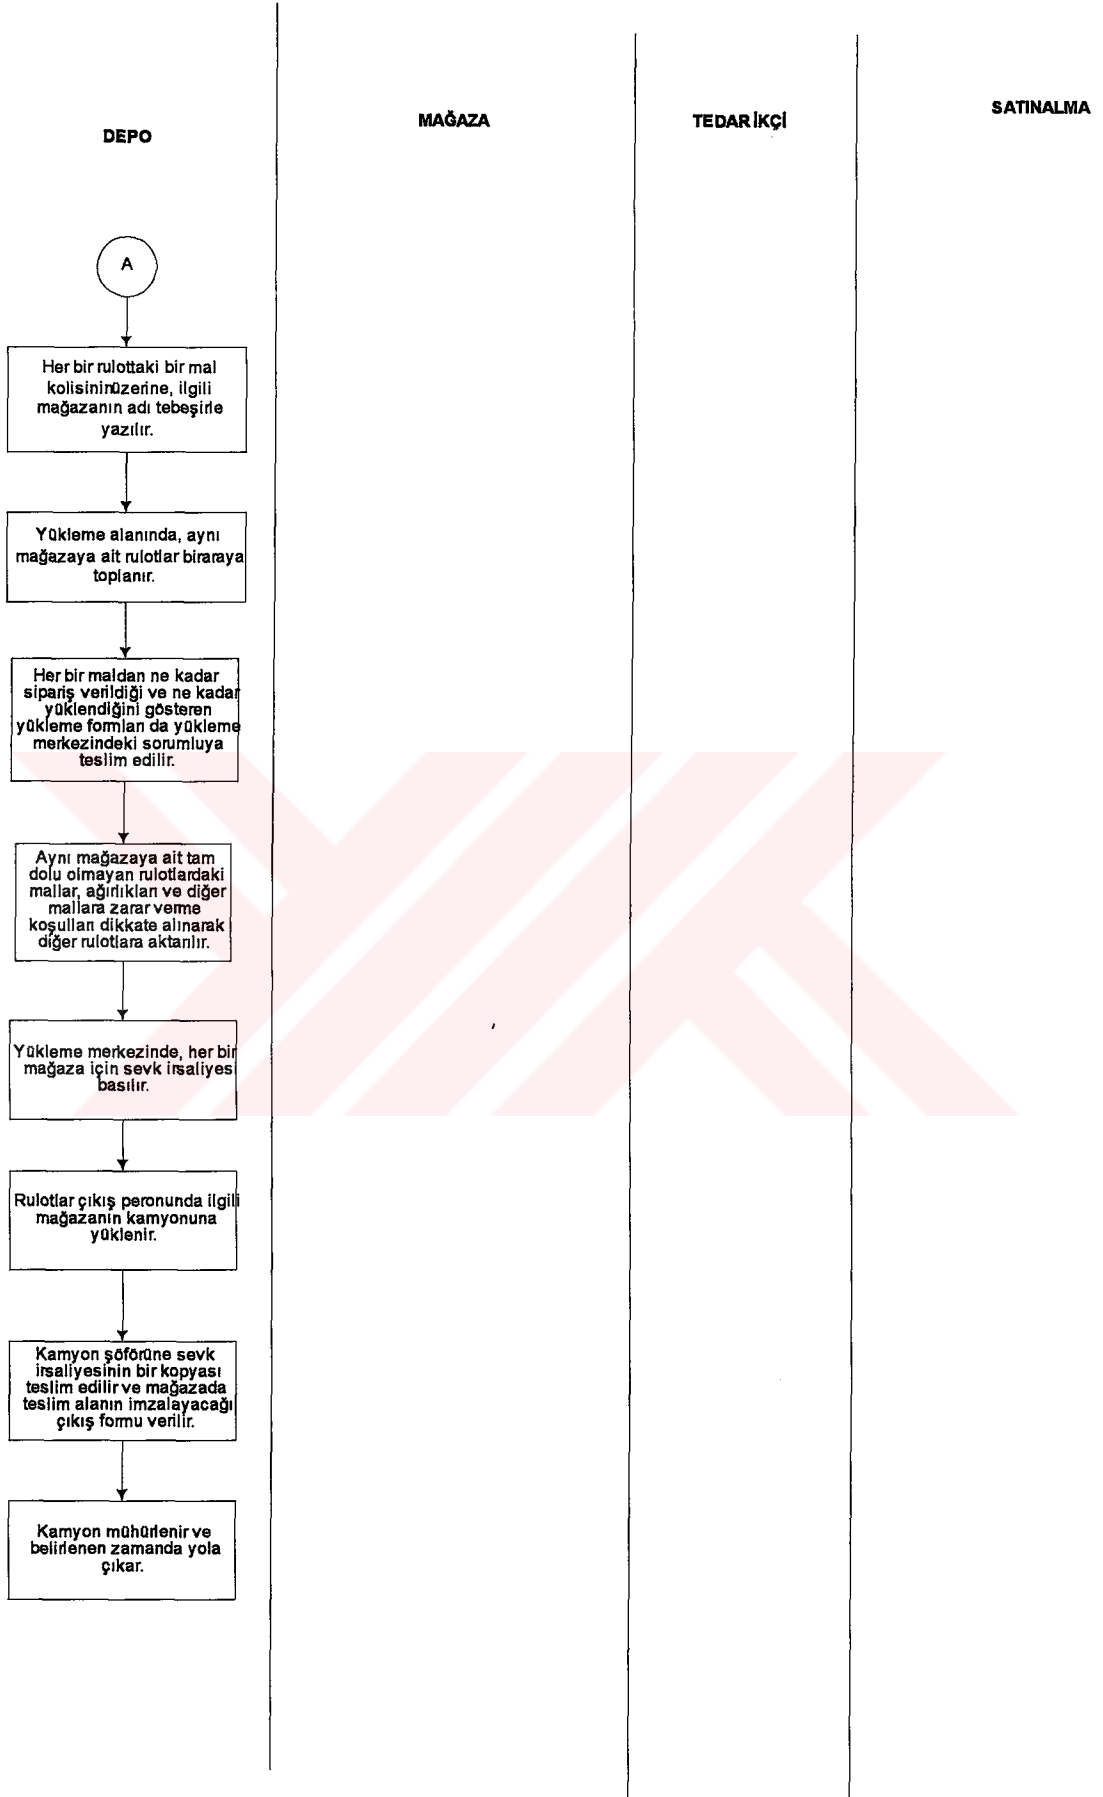 DEPO
MAĞAZA
TEDARİKÇİ
SATINALMA
A
Her bir rulottaki bir mal
kolisininüzerine, ilgili
mağazanın adı tebeşirle
yazılır.
Yükleme alanında, aynı
mağazaya ait rulotlar biraraya
toplanır.
Her bir maldan ne kadar
sipariş verildiği ve ne kadar
yüklendiğini gösteren
yükleme formları da yükleme
merkezindeki sorumluya
teslim edilir.
Aynı mağazaya ait tam
dolu olmayan rulotlardaki
mallar, ağırlıkları ve diğer
mallara zarar verme
koşulları dikkate alınarak
diğer rulotlara aktarılır.
Yükleme merkezinde, her bir
mağaza için sevk irsaliyesi
basılır.
Rulotlar çıkış peronunda ilgili
mağazanın kamyonuna
yüklenir.
Kamyon şöförüne sevk
irsaliyesinin bir kopyası
teslim edilir ve mağazada
teslim alanın imzalayacağı
çıkış formu verilir.
Kamyon mühürlenir ve
belirlenen zamanda yola
çıkar.